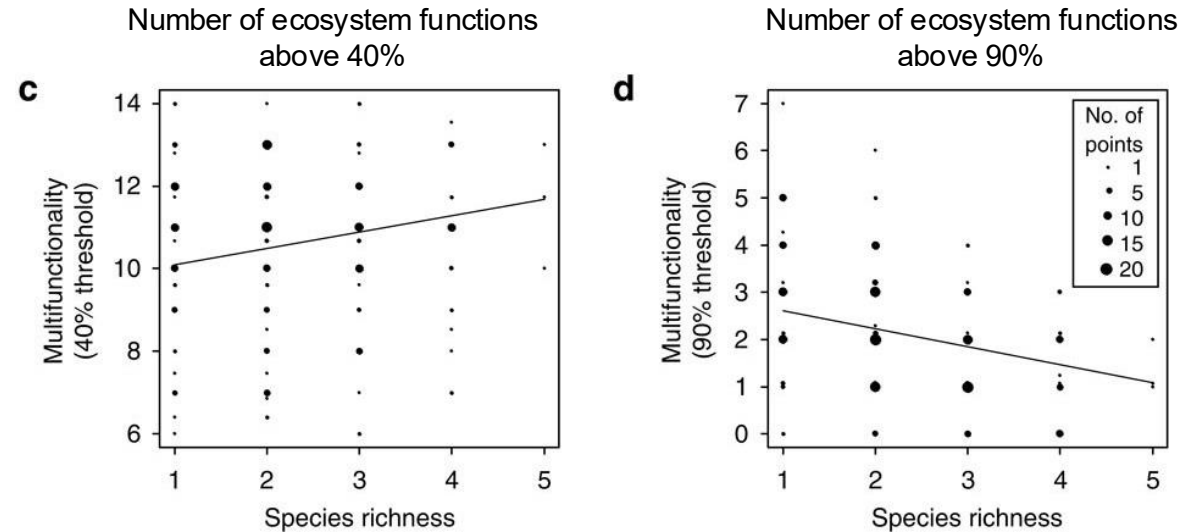 Number of ecosystem functions
above 40%
c
Multifunctionality
(40% threshold)
14
12
10
8
6
1 2 3 4 5
Species richness
Number of ecosystem functions
above 90%
d
Multifunctionality
(90% threshold)
7
6
5
4
3
2
1
0
No. of
points
1
5
10
15
20
1 2 3 4 5
Species richness